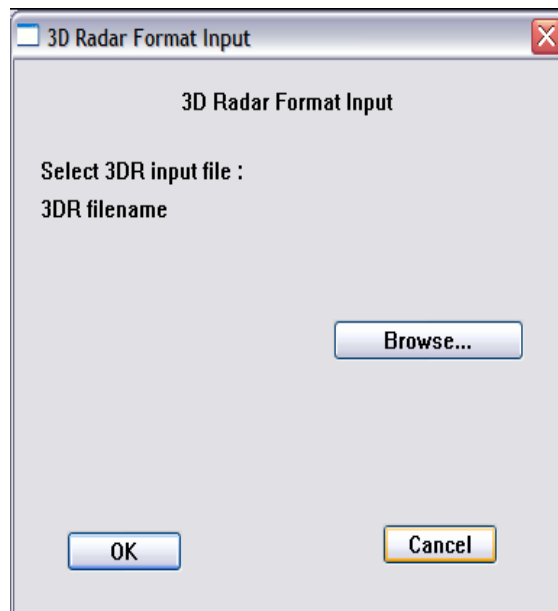 3D Radar Format Input
3D Radar Format Input
Select 3DR input file :
3DR filename
Browse...
OK
Cancel